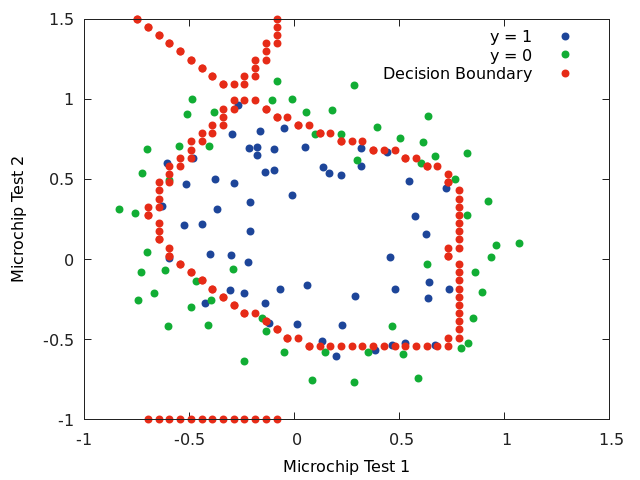 1.5
y = 1
y = 0
Decision Boundary
1
0.5
0
-0.5
-1
Microchip Test 2
-1
-0.5
0
0.5
1
1.5
Microchip Test 1